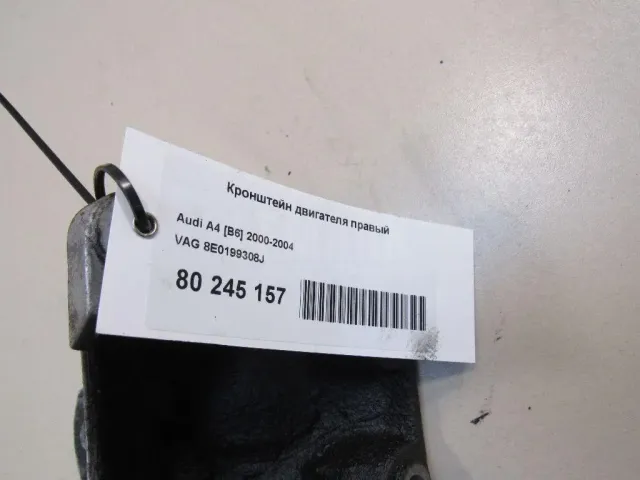 Кронштейн двигателя правый
Audi A4 [B6] 2000-2004
VAG 8E0199308J
80 245 157